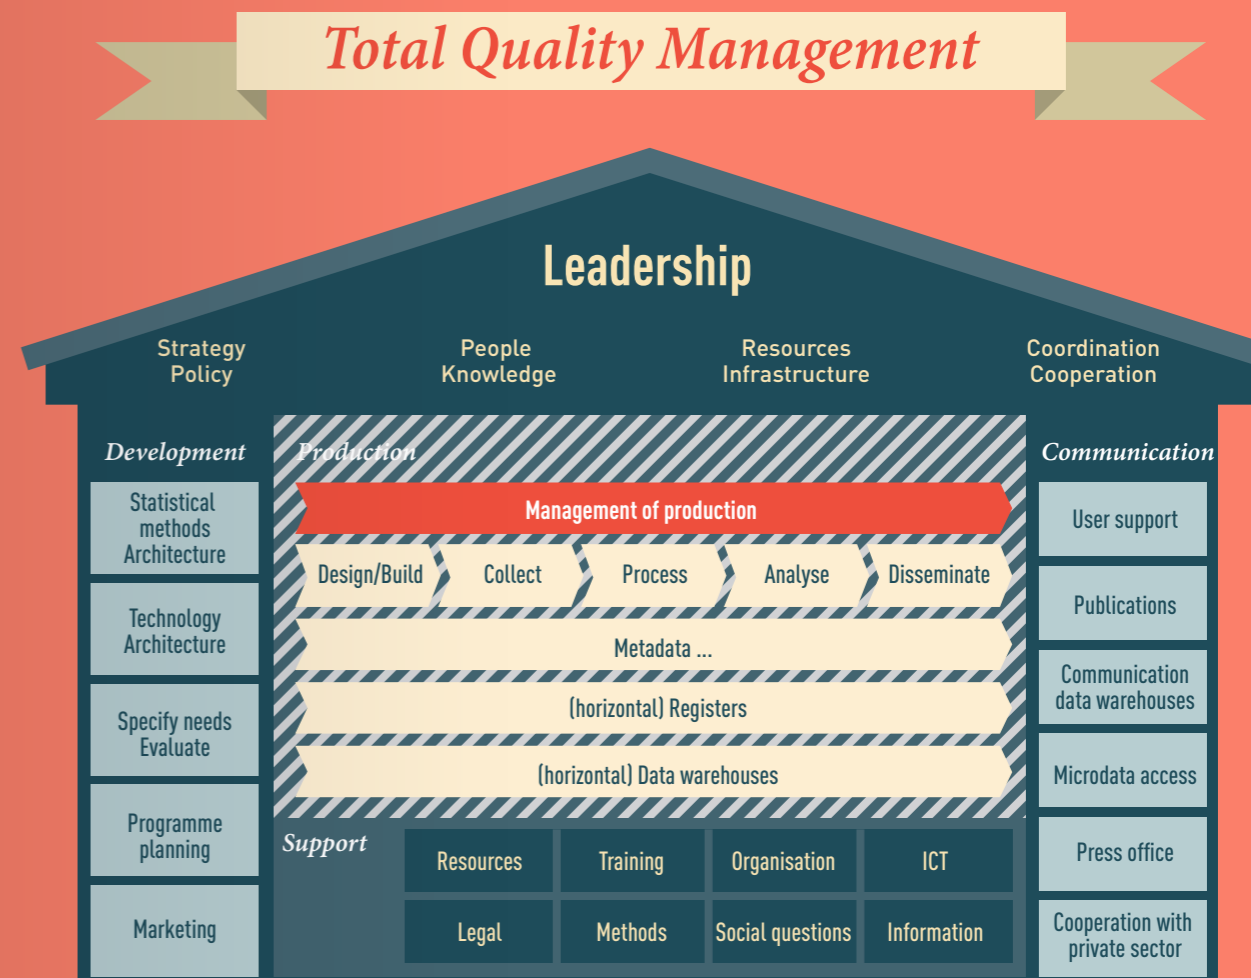 Total Quality Management
Leadership
Strategy
Policy
People
Knowledge
Resources
Infrastructure
Coordination
Cooperation
Development
Statistical
methods
Architecture
Technology
Architecture
Specify needs
Evaluate
Programme
planning
Marketing
Production
Management of production
Design/Build
Collect
Process
Analyse
Disseminate
Metadata ...
(horizontal) Registers
(horizontal) Data warehouses
Support
Resources
Training
Organisation
ICT
Legal
Methods
Social questions
Information
Communication
User support
Publications
Communication
data warehouses
Microdata access
Press office
Cooperation with
private sector